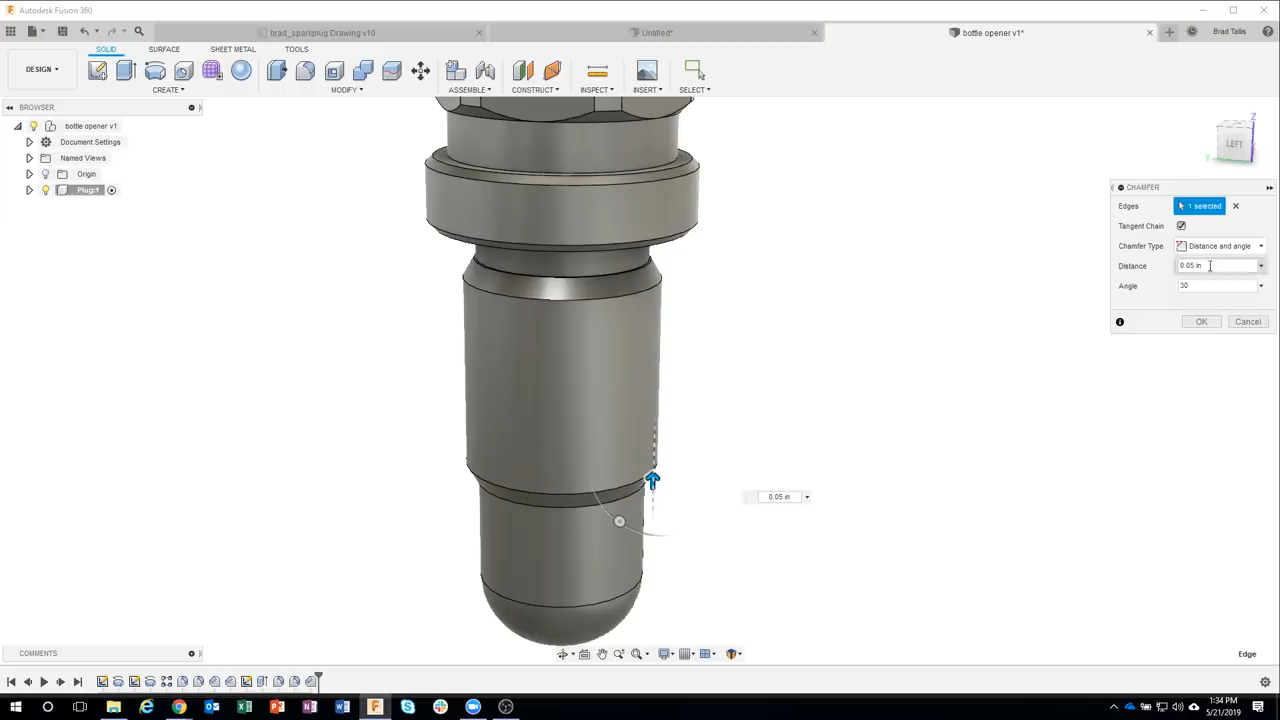 Autodesk Fusion 360
brad_sparkplug Drawing v10
Untitled*
bottle opener v1*
Brad Tallis
DESIGN
SOLID
SURFACE
SHEET METAL
TOOLS
CREATE
MODIFY
ASSEMBLE
CONSTRUCT
INSPECT
INSERT
SELECT
BROWSER
bottle opener v1
Document Settings
Named Views
Origin
Plug:1
LEFT
Z
Y
CHAMFER
Edges
1 selected
Tangent Chain
Chamfer Type
Distance and angle
Distance
0.05 in
Angle
30
OK
Cancel
0.05 in
COMMENTS
Edge
1:34 PM
5/21/2019